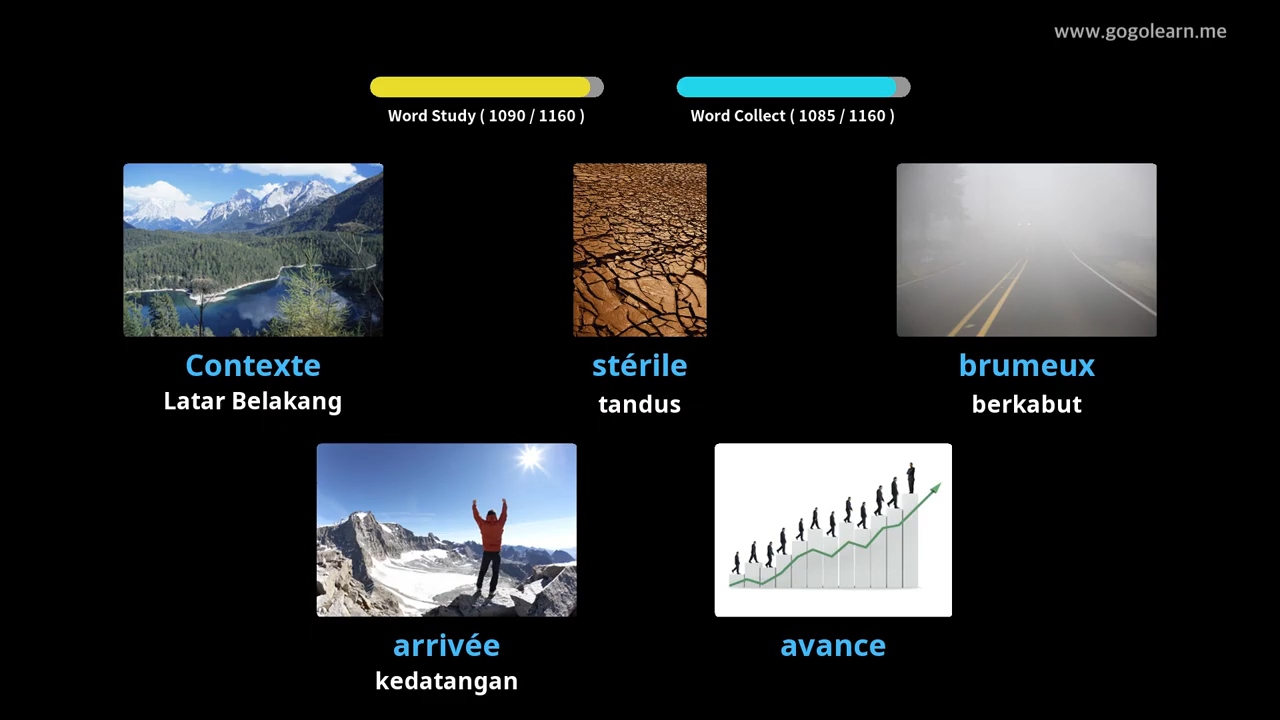 www.gogolearn.me
Word Study ( 1090 / 1160 )
Word Collect ( 1085 / 1160 )
Contexte
Latar Belakang
stérile
tandus
brumeux
berkabut
arrivée
kedatangan
avance